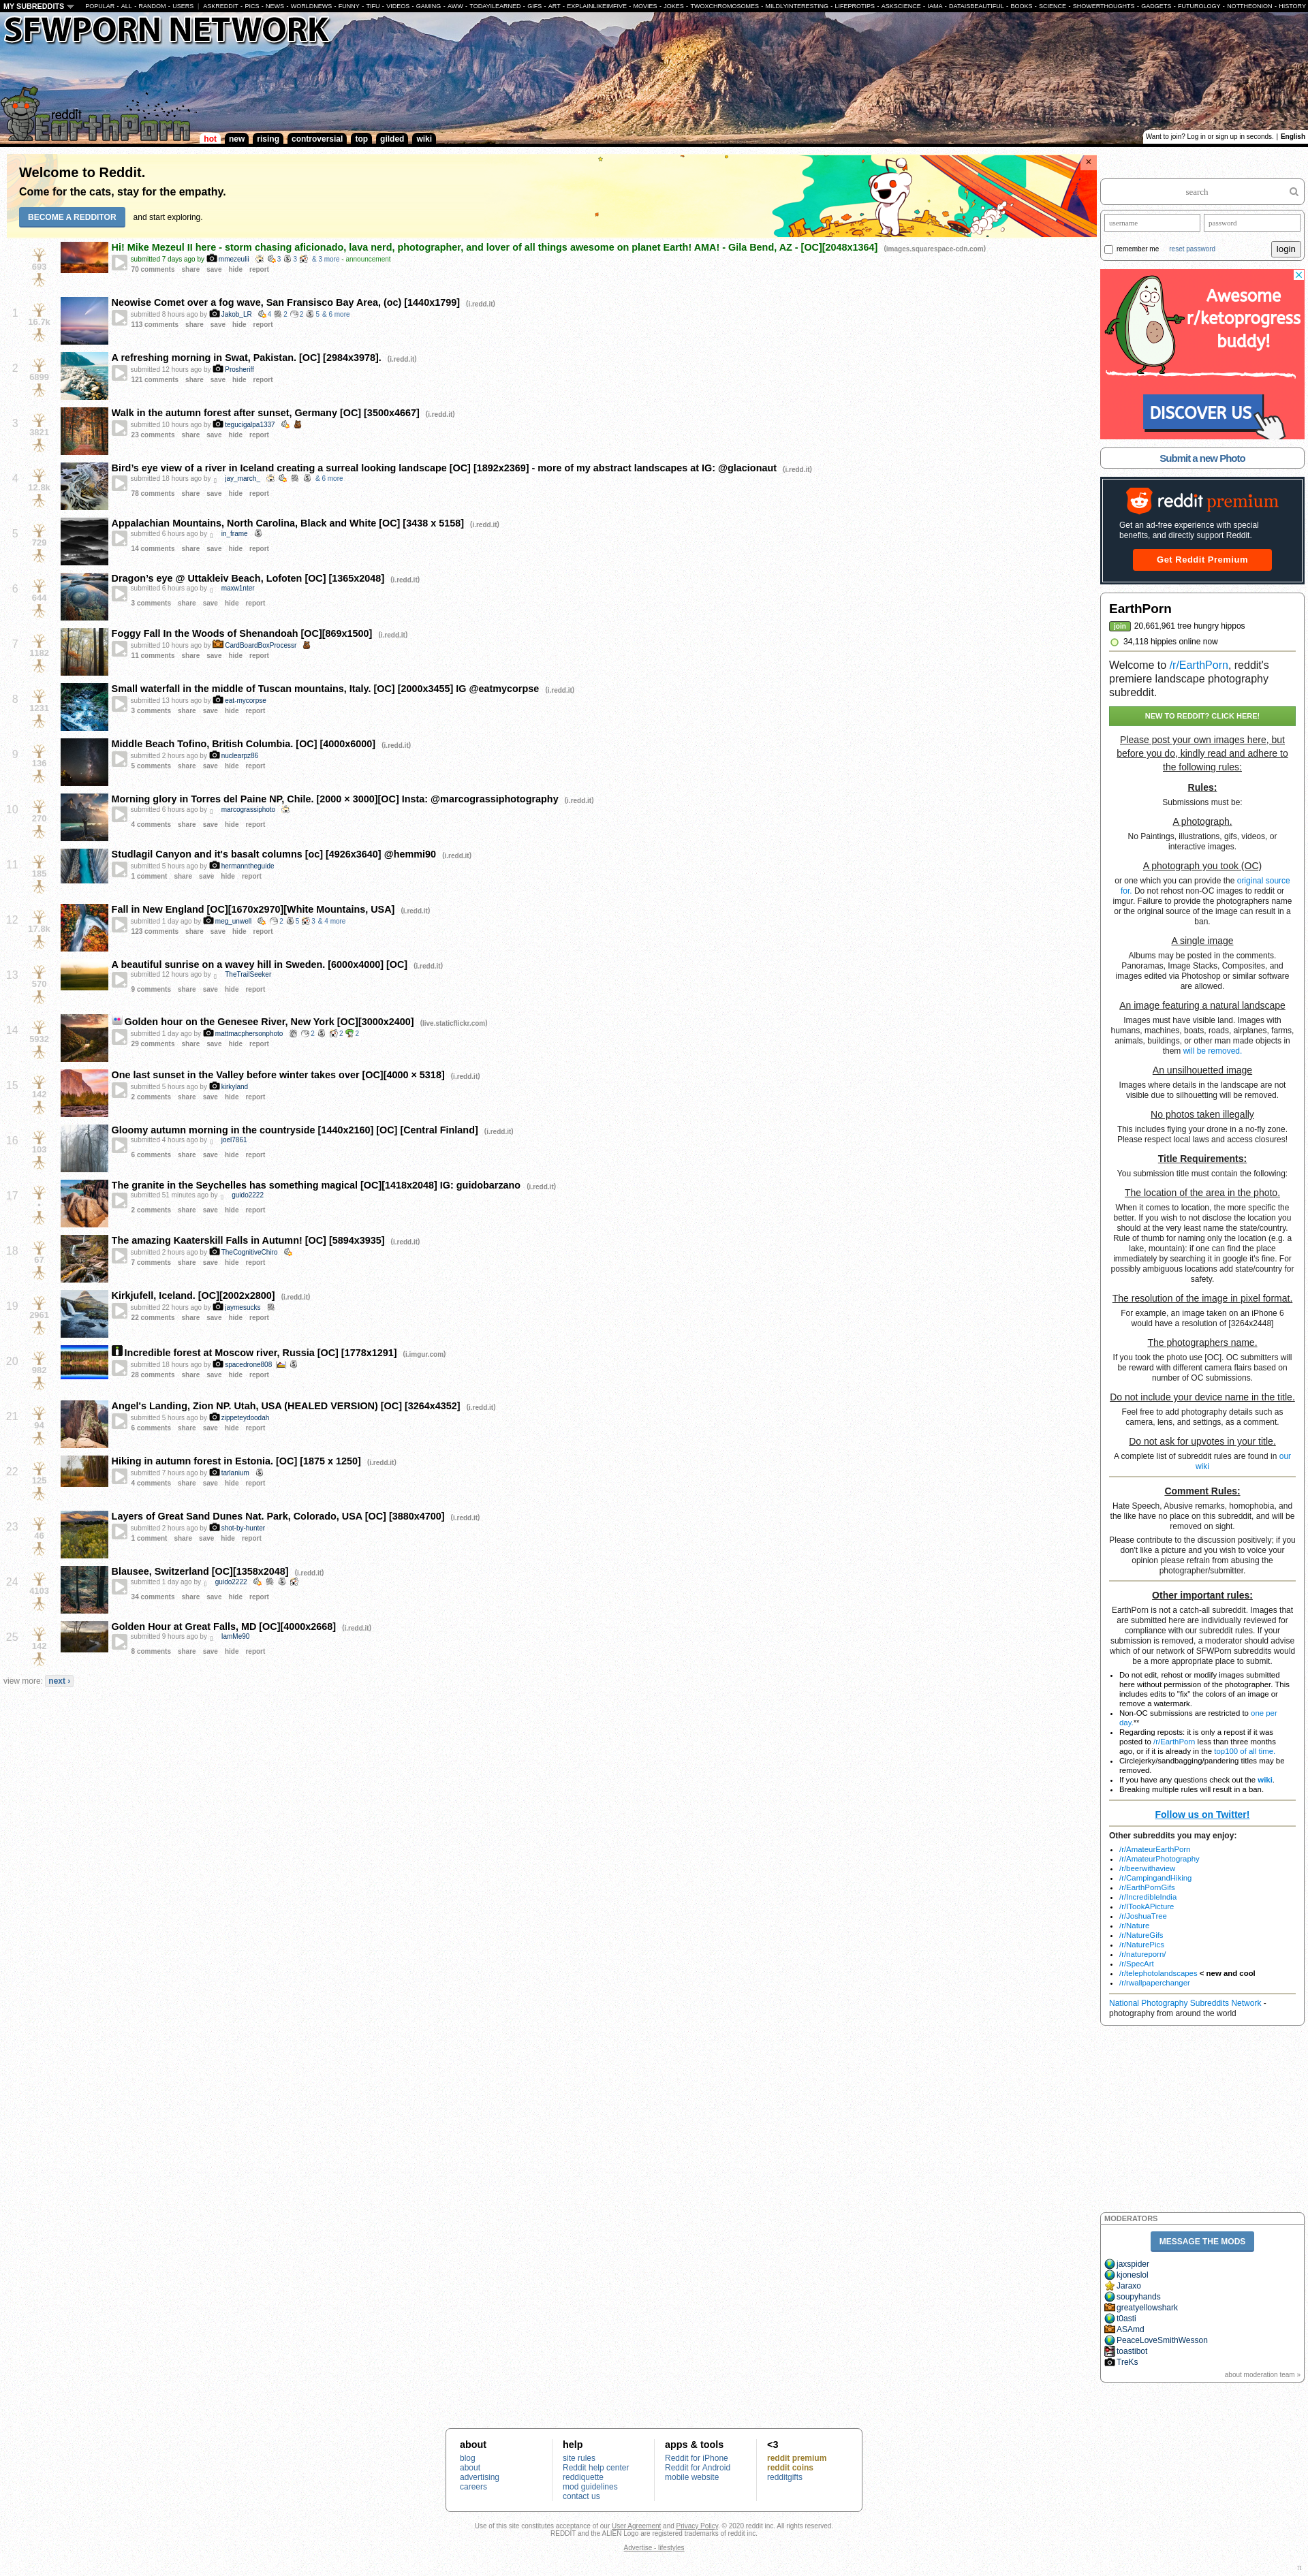 MY SUBREDDITS POPULAR - ALL - RANDOM - USERS | ASKREDDIT - PICS - NEWS - WORLDNEWS - FUNNY - TIFU - VIDEOS - GAMING - AWW - TODAYILEARNED - GIFS - ART - EXPLAINLIKEIMFIVE - MOVIES - JOKES - TWOXCHROMOSOMES - MILDLYINTERESTING - LIFEPROTIPS - ASKSCIENCE - IAMA - DATAISBEAUTIFUL - BOOKS - SCIENCE - SHOWERTHOUGHTS - GADGETS - FUTUROLOGY - NOTTHEONION - HISTORY
SFWPORN NETWORK
reddit
EarthPorn
hot new rising controversial top gilded wiki
Want to join? Log in or sign up in seconds. | English
Welcome to Reddit.
Come for the cats, stay for the empathy.
BECOME A REDDITOR and start exploring.
693
Hi! Mike Mezeul II here - storm chasing aficionado, lava nerd, photographer, and lover of all things awesome on planet Earth! AMA! - Gila Bend, AZ - [OC][2048x1364] (images.squarespace-cdn.com)
submitted 7 days ago by mmezeulii 3 3 & 3 more - announcement
70 comments share save hide report
1
16.7k
Neowise Comet over a fog wave, San Fransisco Bay Area, (oc) [1440x1799] (i.redd.it)
submitted 8 hours ago by Jakob_LR 4 2 2 5 & 6 more
113 comments share save hide report
2
6899
A refreshing morning in Swat, Pakistan. [OC] [2984x3978]. (i.redd.it)
submitted 12 hours ago by Prosheriff
121 comments share save hide report
3
3821
Walk in the autumn forest after sunset, Germany [OC] [3500x4667] (i.redd.it)
submitted 10 hours ago by tegucigalpa1337
23 comments share save hide report
4
12.8k
Bird's eye view of a river in Iceland creating a surreal looking landscape [OC] [1892x2369] - more of my abstract landscapes at IG: @glacionaut (i.redd.it)
submitted 18 hours ago by jay_march_ & 6 more
78 comments share save hide report
5
729
Appalachian Mountains, North Carolina, Black and White [OC] [3438 x 5158] (i.redd.it)
submitted 6 hours ago by in_frame
14 comments share save hide report
6
644
Dragon's eye @ Uttakleiv Beach, Lofoten [OC] [1365x2048] (i.redd.it)
submitted 6 hours ago by maxw1nter
3 comments share save hide report
7
1182
Foggy Fall In the Woods of Shenandoah [OC][869x1500] (i.redd.it)
submitted 10 hours ago by CardBoardBoxProcessr
11 comments share save hide report
8
1231
Small waterfall in the middle of Tuscan mountains, Italy. [OC] [2000x3455] IG @eatmycorpse (i.redd.it)
submitted 13 hours ago by eat-mycorpse
3 comments share save hide report
9
136
Middle Beach Tofino, British Columbia. [OC] [4000x6000] (i.redd.it)
submitted 2 hours ago by nuclearpz86
5 comments share save hide report
10
270
Morning glory in Torres del Paine NP, Chile. [2000 × 3000][OC] Insta: @marcograssiphotography (i.redd.it)
submitted 6 hours ago by marcograssiphoto
4 comments share save hide report
11
185
Studlagil Canyon and it's basalt columns [oc] [4926x3640] @hemmi90 (i.redd.it)
submitted 5 hours ago by hermanntheguide
1 comment share save hide report
12
17.8k
Fall in New England [OC][1670x2970][White Mountains, USA] (i.redd.it)
submitted 1 day ago by meg_unwell 2 5 3 & 4 more
123 comments share save hide report
13
570
A beautiful sunrise on a wavey hill in Sweden. [6000x4000] [OC] (i.redd.it)
submitted 12 hours ago by TheTrailSeeker
9 comments share save hide report
14
5932
Golden hour on the Genesee River, New York [OC][3000x2400] (live.staticflickr.com)
submitted 1 day ago by mattmacphersonphoto 2 2 2
29 comments share save hide report
15
142
One last sunset in the Valley before winter takes over [OC][4000 × 5318] (i.redd.it)
submitted 5 hours ago by kirkyland
2 comments share save hide report
16
103
Gloomy autumn morning in the countryside [1440x2160] [OC] [Central Finland] (i.redd.it)
submitted 4 hours ago by joel7861
6 comments share save hide report
17
•
The granite in the Seychelles has something magical [OC][1418x2048] IG: guidobarzano (i.redd.it)
submitted 51 minutes ago by guido2222
2 comments share save hide report
18
67
The amazing Kaaterskill Falls in Autumn! [OC] [5894x3935] (i.redd.it)
submitted 2 hours ago by TheCognitiveChiro
7 comments share save hide report
19
2961
Kirkjufell, Iceland. [OC][2002x2800] (i.redd.it)
submitted 22 hours ago by jaymesucks
22 comments share save hide report
20
982
Incredible forest at Moscow river, Russia [OC] [1778x1291] (i.imgur.com)
submitted 18 hours ago by spacedrone808
28 comments share save hide report
21
94
Angel's Landing, Zion NP. Utah, USA (HEALED VERSION) [OC] [3264x4352] (i.redd.it)
submitted 5 hours ago by zippeteydoodah
6 comments share save hide report
22
125
Hiking in autumn forest in Estonia. [OC] [1875 x 1250] (i.redd.it)
submitted 7 hours ago by tarlanium
4 comments share save hide report
23
46
Layers of Great Sand Dunes Nat. Park, Colorado, USA [OC] [3880x4700] (i.redd.it)
submitted 2 hours ago by shot-by-hunter
1 comment share save hide report
24
4103
Blausee, Switzerland [OC][1358x2048] (i.redd.it)
submitted 1 day ago by guido2222
34 comments share save hide report
25
142
Golden Hour at Great Falls, MD [OC][4000x2668] (i.redd.it)
submitted 9 hours ago by IamMe90
8 comments share save hide report
view more: next ›
search
username password
remember me reset password login
Awesome
r/ketoprogress
buddy!
DISCOVER US
Submit a new Photo
reddit premium
Get an ad-free experience with special
benefits, and directly support Reddit.
Get Reddit Premium
EarthPorn
join 20,661,961 tree hungry hippos
34,118 hippies online now
Welcome to /r/EarthPorn, reddit's
premiere landscape photography
subreddit.
NEW TO REDDIT? CLICK HERE!
Please post your own images here, but
before you do, kindly read and adhere to
the following rules:
Rules:
Submissions must be:
A photograph.
No Paintings, illustrations, gifs, videos, or
interactive images.
A photograph you took (OC)
or one which you can provide the original source
for. Do not rehost non-OC images to reddit or
imgur. Failure to provide the photographers name
or the original source of the image can result in a
ban.
A single image
Albums may be posted in the comments.
Panoramas, Image Stacks, Composites, and
images edited via Photoshop or similar software
are allowed.
An image featuring a natural landscape
Images must have visible land. Images with
humans, machines, boats, roads, airplanes, farms,
animals, buildings, or other man made objects in
them will be removed.
An unsilhouetted image
Images where details in the landscape are not
visible due to silhouetting will be removed.
No photos taken illegally
This includes flying your drone in a no-fly zone.
Please respect local laws and access closures!
Title Requirements:
You submission title must contain the following:
The location of the area in the photo.
When it comes to location, the more specific the
better. If you wish to not disclose the location you
should at the very least name the state/country.
Rule of thumb for naming only the location (e.g. a
lake, mountain): if one can find the place
immediately by searching it in google it's fine. For
possibly ambiguous locations add state/country for
safety.
The resolution of the image in pixel format.
For example, an image taken on an iPhone 6
would have a resolution of [3264x2448]
The photographers name.
If you took the photo use [OC]. OC submitters will
be reward with different camera flairs based on
number of OC submissions.
Do not include your device name in the title.
Feel free to add photography details such as
camera, lens, and settings, as a comment.
Do not ask for upvotes in your title.
A complete list of subreddit rules are found in our
wiki
Comment Rules:
Hate Speech, Abusive remarks, homophobia, and
the like have no place on this subreddit, and will be
removed on sight.
Please contribute to the discussion positively; if you
don't like a picture and you wish to voice your
opinion please refrain from abusing the
photographer/submitter.
Other important rules:
EarthPorn is not a catch-all subreddit. Images that
are submitted here are individually reviewed for
compliance with our subreddit rules. If your
submission is removed, a moderator should advise
which of our network of SFWPorn subreddits would
be a more appropriate place to submit.
• Do not edit, rehost or modify images submitted
here without permission of the photographer. This
includes edits to "fix" the colors of an image or
remove a watermark.
• Non-OC submissions are restricted to one per
day.**
• Regarding reposts: it is only a repost if it was
posted to /r/EarthPorn less than three months
ago, or if it is already in the top100 of all time.
• Circlejerky/sandbagging/pandering titles may be
removed.
• If you have any questions check out the wiki.
• Breaking multiple rules will result in a ban.
Follow us on Twitter!
Other subreddits you may enjoy:
• /r/AmateurEarthPorn
• /r/AmateurPhotography
• /r/beerwithaview
• /r/CampingandHiking
• /r/EarthPornGifs
• /r/IncredibleIndia
• /r/ITookAPicture
• /r/JoshuaTree
• /r/Nature
• /r/NatureGifs
• /r/NaturePics
• /r/natureporn/
• /r/SpecArt
• /r/telephotolandscapes < new and cool
• /r/rwallpaperchanger
National Photography Subreddits Network -
photography from around the world
MODERATORS
MESSAGE THE MODS
jaxspider
kjoneslol
Jaraxo
soupyhands
greatyellowshark
t0asti
ASAmd
PeaceLoveSmithWesson
toastibot
TreKs
about moderation team »
about
blog
about
advertising
careers
help
site rules
Reddit help center
reddiquette
mod guidelines
contact us
apps & tools
Reddit for iPhone
Reddit for Android
mobile website
<3
reddit premium
reddit coins
redditgifts
Use of this site constitutes acceptance of our User Agreement and Privacy Policy. © 2020 reddit inc. All rights reserved.
REDDIT and the ALIEN Logo are registered trademarks of reddit inc.
Advertise - lifestyles
π